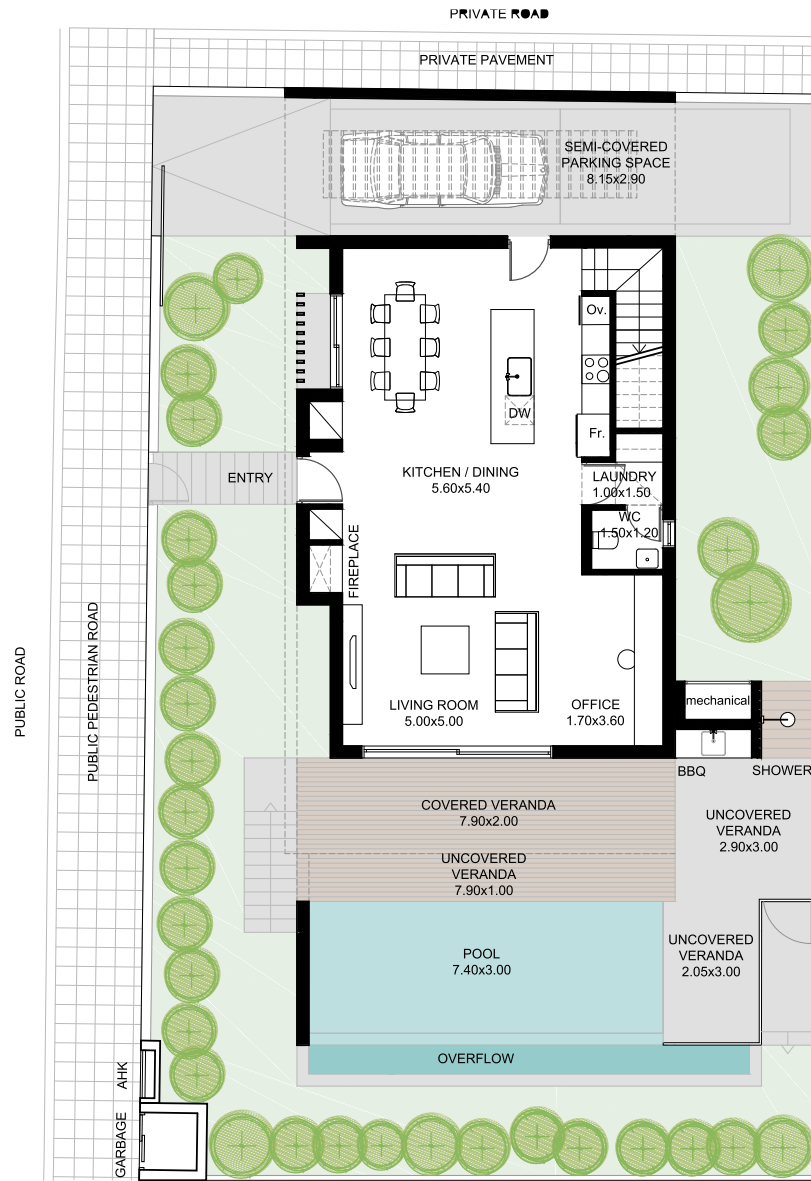 PRIVATE ROAD
PRIVATE PAVEMENT
SEMI-COVERED
PARKING SPACE
8.15x2.90
Ov.
DW
Fr.
ENTRY
KITCHEN / DINING
5.60x5.40
LAUNDRY
1.00x1.50
WC
1.50x1.20
FIREPLACE
PUBLIC ROAD
PUBLIC PEDESTRIAN ROAD
LIVING ROOM
5.00x5.00
OFFICE
1.70x3.60
mechanical
BBQ
SHOWER
COVERED VERANDA
7.90x2.00
UNCOVERED
VERANDA
7.90x1.00
UNCOVERED
VERANDA
2.90x3.00
POOL
7.40x3.00
UNCOVERED
VERANDA
2.05x3.00
OVERFLOW
AHK
GARBAGE